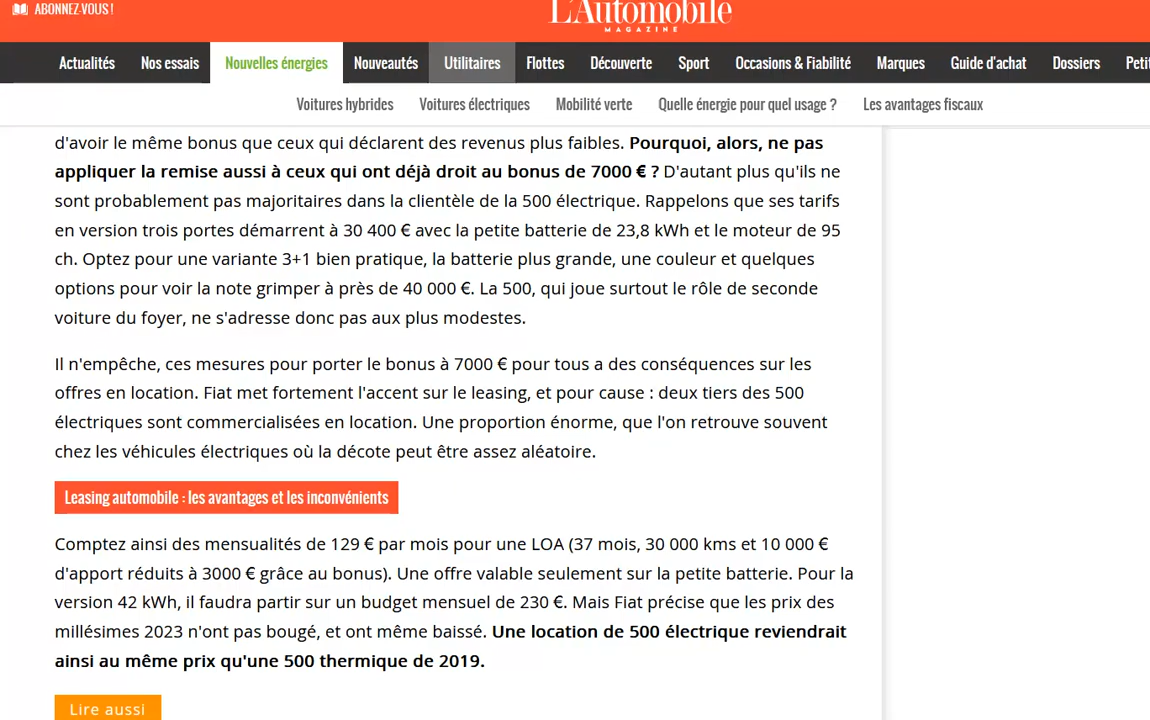 ABONNEZ-VOUS !
L'Automobile
MAGAZINE
Actualités Nos essais Nouvelles énergies Nouveautés Utilitaires Flottes Découverte Sport Occasions & Fiabilité Marques Guide d'achat Dossiers Peti
Voitures hybrides Voitures électriques Mobilité verte Quelle énergie pour quel usage ? Les avantages fiscaux
d'avoir le même bonus que ceux qui déclarent des revenus plus faibles. Pourquoi, alors, ne pas
appliquer la remise aussi à ceux qui ont déjà droit au bonus de 7000 € ? D'autant plus qu'ils ne
sont probablement pas majoritaires dans la clientèle de la 500 électrique. Rappelons que ses tarifs
en version trois portes démarrent à 30 400 € avec la petite batterie de 23,8 kWh et le moteur de 95
ch. Optez pour une variante 3+1 bien pratique, la batterie plus grande, une couleur et quelques
options pour voir la note grimper à près de 40 000 €. La 500, qui joue surtout le rôle de seconde
voiture du foyer, ne s'adresse donc pas aux plus modestes.
Il n'empêche, ces mesures pour porter le bonus à 7000 € pour tous a des conséquences sur les
offres en location. Fiat met fortement l'accent sur le leasing, et pour cause : deux tiers des 500
électriques sont commercialisées en location. Une proportion énorme, que l'on retrouve souvent
chez les véhicules électriques où la décote peut être assez aléatoire.
Leasing automobile : les avantages et les inconvénients
Comptez ainsi des mensualités de 129 € par mois pour une LOA (37 mois, 30 000 kms et 10 000 €
d'apport réduits à 3000 € grâce au bonus). Une offre valable seulement sur la petite batterie. Pour la
version 42 kWh, il faudra partir sur un budget mensuel de 230 €. Mais Fiat précise que les prix des
millésimes 2023 n'ont pas bougé, et ont même baissé. Une location de 500 électrique reviendrait
ainsi au même prix qu'une 500 thermique de 2019.
Lire aussi